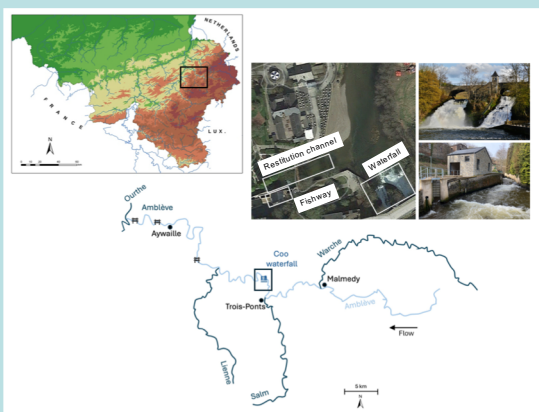 NETHERLANDS
FRANCE
LUX.
N
Restitution channel
Waterfall
Fishway
Ourthe
Amblève
Aywaille
Coo
waterfall
Warche
Malmedy
Trois-Ponts
Amblève
Flow
Lienne
Salm
5 km
N